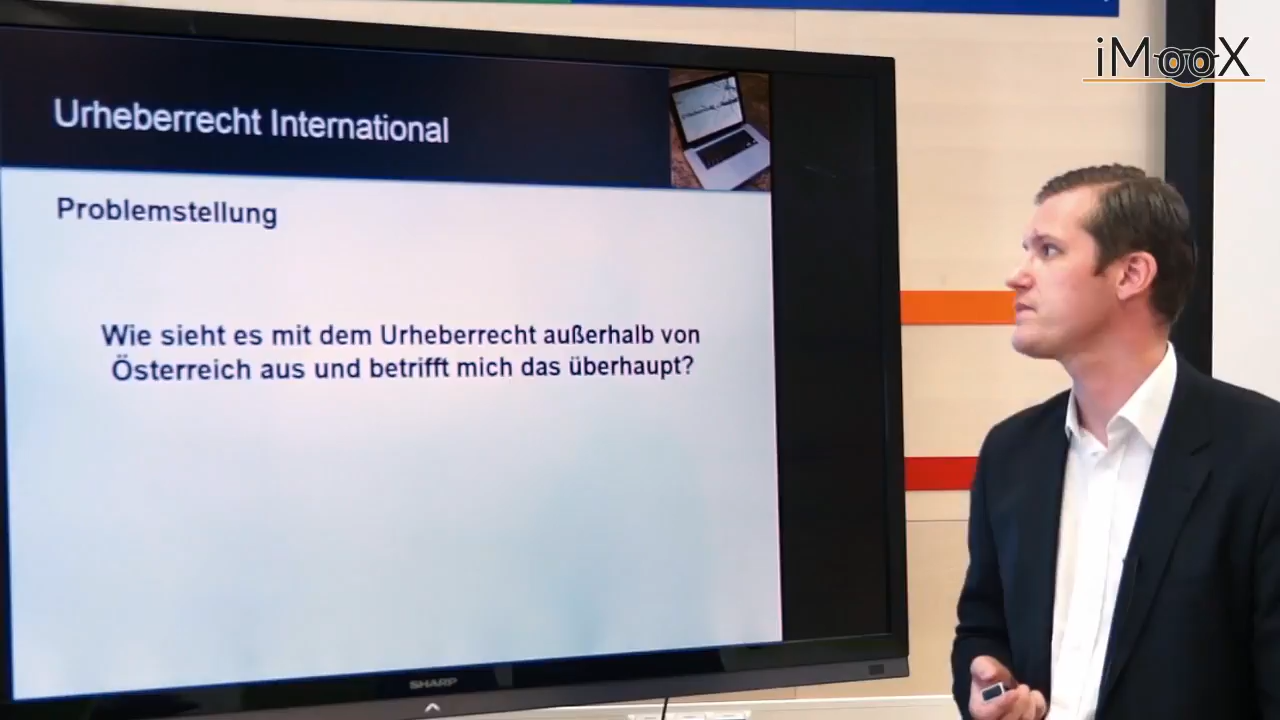 iMooX
Urheberrecht International
Problemstellung
Wie sieht es mit dem Urheberrecht außerhalb von
Österreich aus und betrifft mich das überhaupt?
SHARP